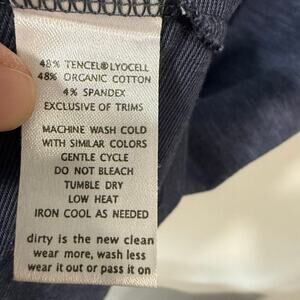 48% TENCEL®LYOCELL
48% ORGANIC COTTON
4% SPANDEX
EXCLUSIVE OF TRIMS
MACHINE WASH COLD
WITH SIMILAR COLORS
GENTLE CYCLE
DO NOT BLEACH
TUMBLE DRY
LOW HEAT
IRON COOL AS NEEDED
dirty is the new clean
wear more, wash less
wear it out or pass it on